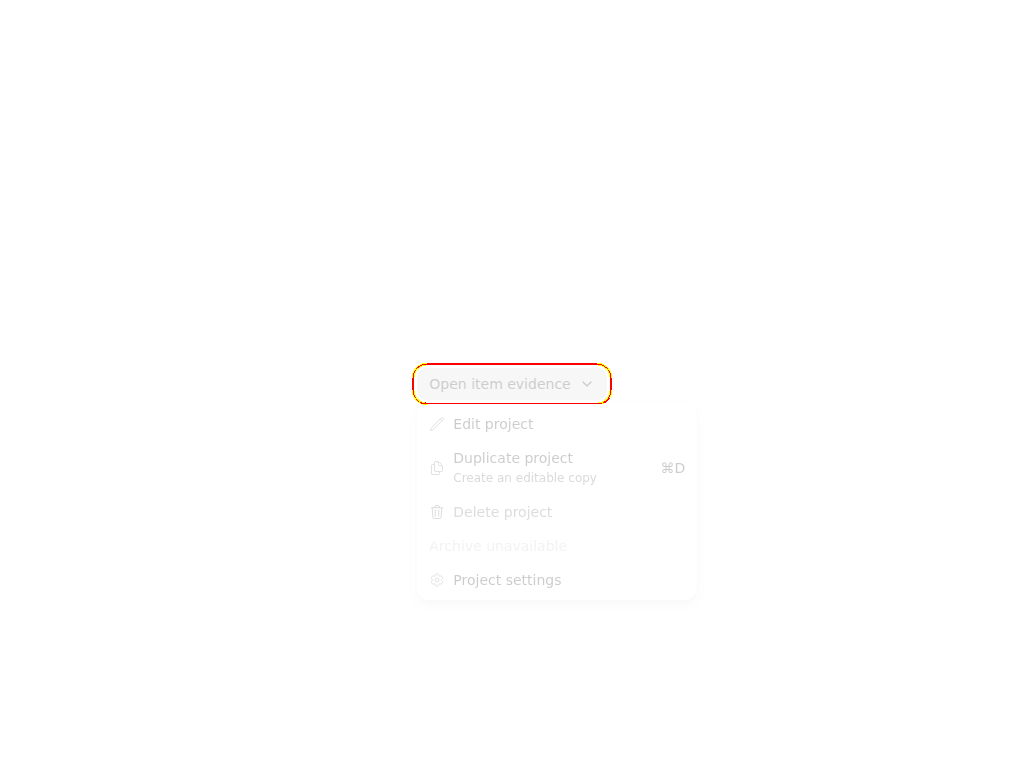 Open item evidence
Edit project
Duplicate project
Create an editable copy
⌘D
Delete project
Archive unavailable
Project settings